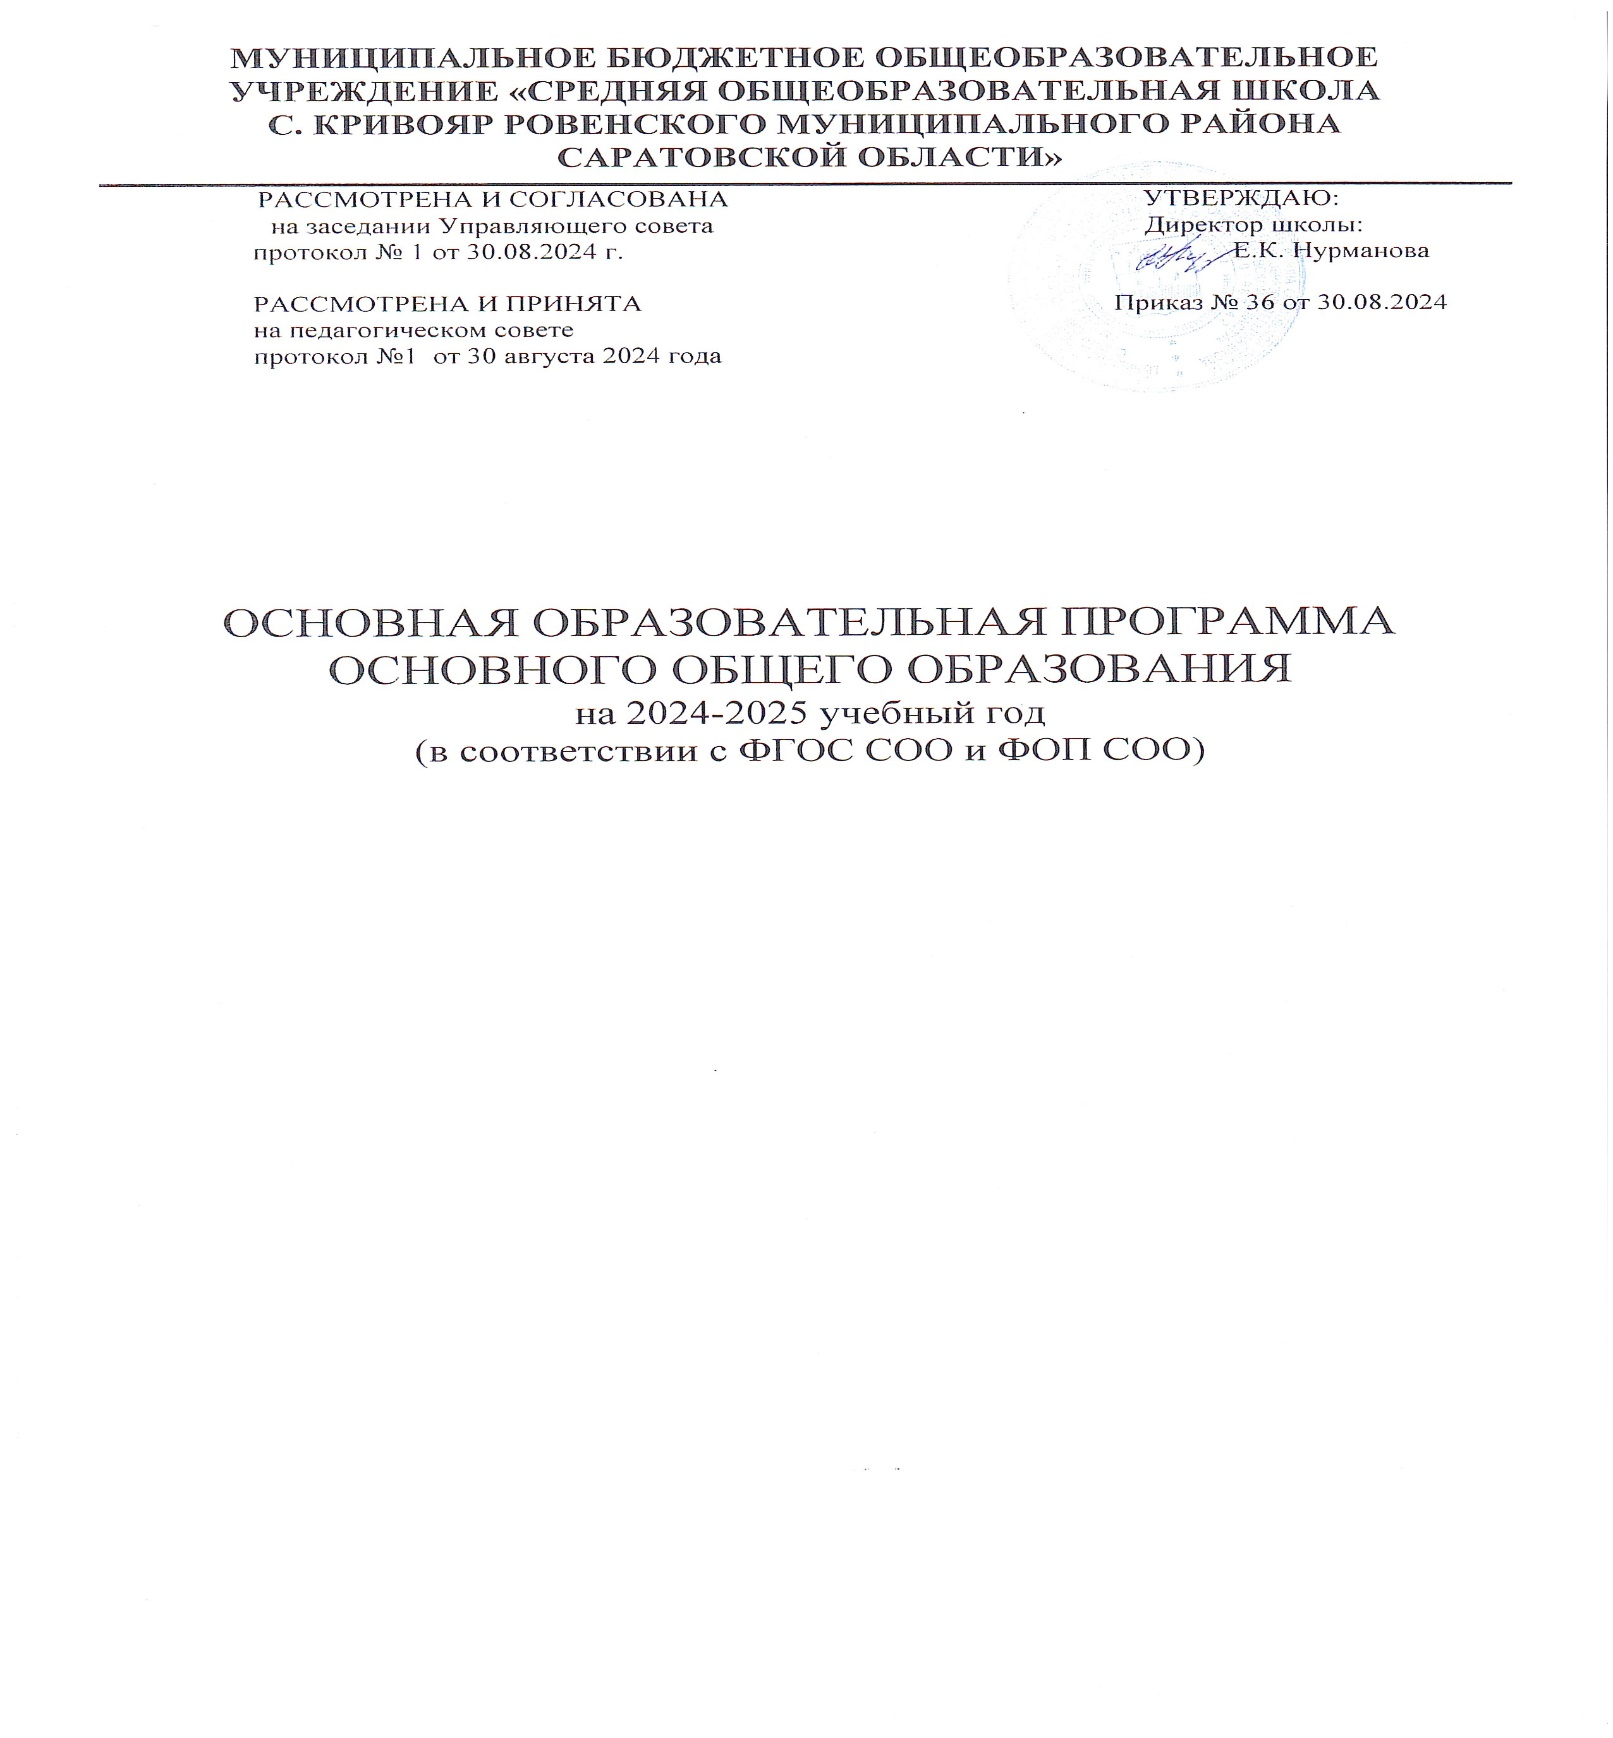 МУНИЦИПАЛЬНОЕ БЮДЖЕТНОЕ ОБЩЕОБРАЗОВАТЕЛЬНОЕ
УЧРЕЖДЕНИЕ «СРЕДНЯЯ ОБЩЕОБРАЗОВАТЕЛЬНАЯ ШКОЛА
С. КРИВОЯР РОВЕНСКОГО МУНИЦИПАЛЬНОГО РАЙОНА
САРАТОВСКОЙ ОБЛАСТИ»
РАССМОТРЕНА И СОГЛАСОВАНА
на заседании Управляющего совета
протокол № 1 от 30.08.2024 г.
РАССМОТРЕНА И ПРИНЯТА
на педагогическом совете
протокол №1 от 30 августа 2024 года
УТВЕРЖДАЮ:
Директор школы:
Е.К. Нурманова
Приказ № 36 от 30.08.2024
ОСНОВНАЯ ОБРАЗОВАТЕЛЬНАЯ ПРОГРАММА
ОСНОВНОГО ОБЩЕГО ОБРАЗОВАНИЯ
на 2024-2025 учебный год
(в соответствии с ФГОС СОО и ФОП СОО)